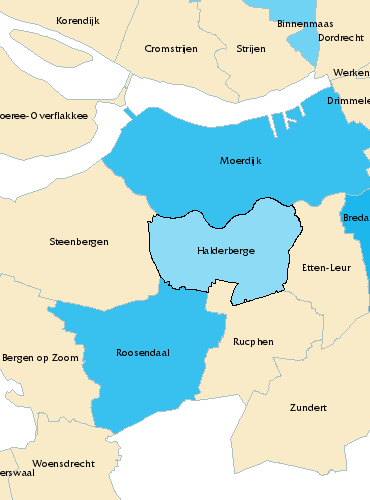 Korendijk
Binnenmaas
Cromstrijen
Strijen
Dordrecht
Werken
Drimmele
oeree-Overflakkee
Moerdijk
Breda
Steenbergen
Halderberge
Etten-Leur
Rucphen
Roosendaal
Bergen op Zoom
Zundert
Woensdrecht
erswaal